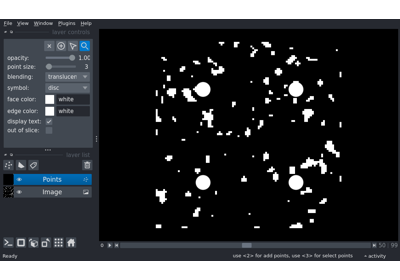 File View Window Plugins Help
layer controls
opacity: 1.00
point size: 3
blending: translucen
symbol: disc
face color: white
edge color: white
display text:
out of slice:
layer list
Points
Image
0 50 99
Ready use <2> for add points, use <3> for select points activity